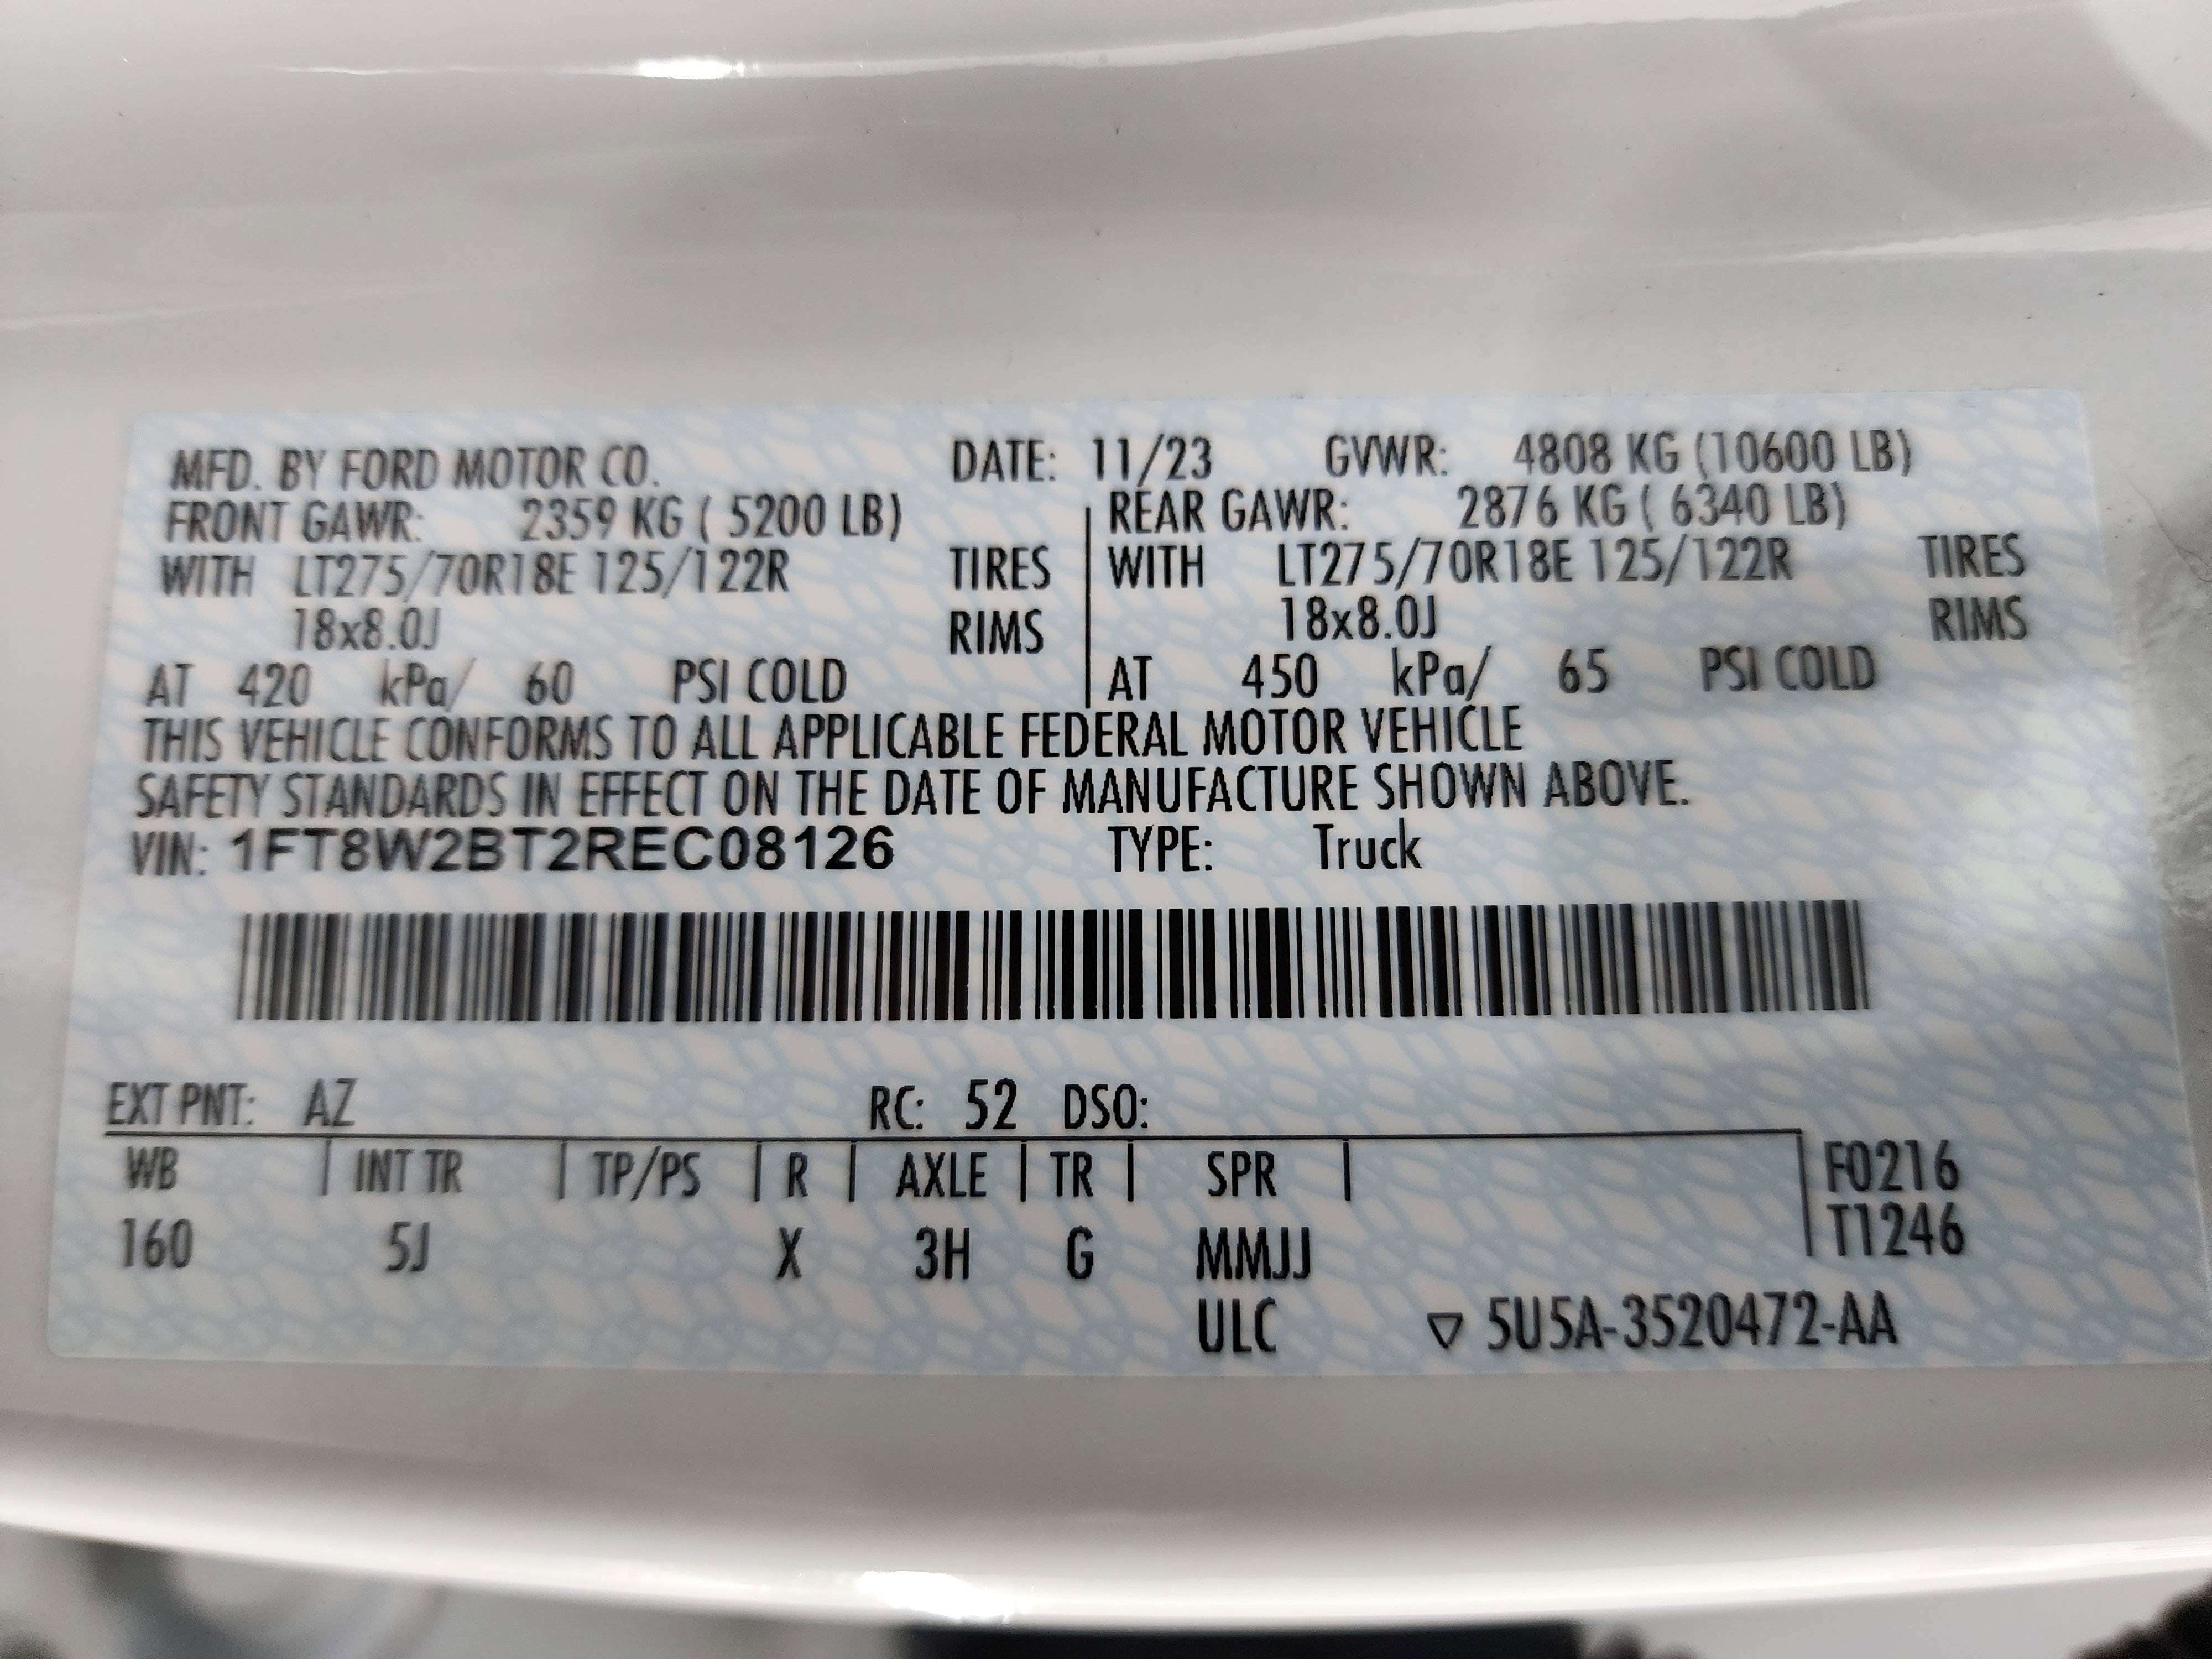 MFD. BY FORD MOTOR CO. DATE: 11/23 GVWR: 4808 KG (10600 LB)
FRONT GAWR: 2359 KG ( 5200 LB) REAR GAWR: 2876 KG ( 6340 LB)
WITH LT275/70R18E 125/122R TIRES WITH LT275/70R18E 125/122R TIRES
18x8.0J RIMS 18x8.0J RIMS
AT 420 kPa/ 60 PSI COLD AT 450 kPa/ 65 PSI COLD
THIS VEHICLE CONFORMS TO ALL APPLICABLE FEDERAL MOTOR VEHICLE
SAFETY STANDARDS IN EFFECT ON THE DATE OF MANUFACTURE SHOWN ABOVE.
VIN: 1FT8W2BT2REC08126 TYPE: Truck
EXT PNT: AZ RC: 52 DSO:
WB INT TR TP/PS R AXLE TR SPR F0216
160 5J X 3H G MMJJ T1246
ULC ▽ 5U5A-3520472-AA